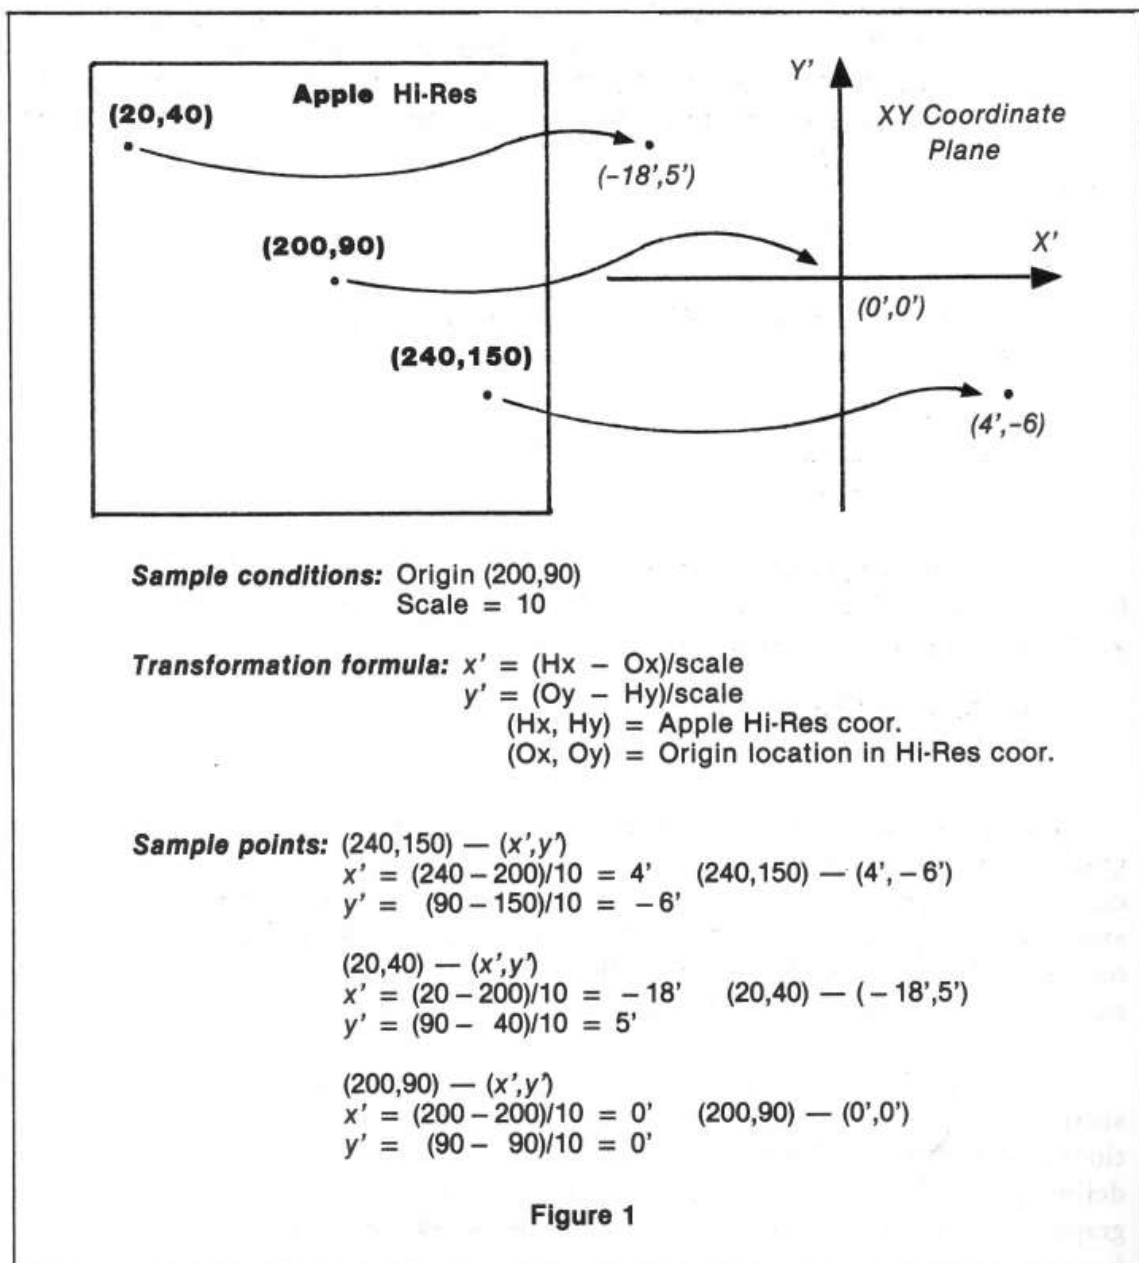 Apple Hi-Res
(20,40)
(200,90)
(240,150)
Y'
XY Coordinate
Plane
(-18',5')
X'
(0',0')
(4',-6)
Sample conditions: Origin (200,90)
Scale = 10
Transformation formula: x' = (Hx - Ox)/scale
y' = (Oy - Hy)/scale
(Hx, Hy) = Apple Hi-Res coor.
(Ox, Oy) = Origin location in Hi-Res coor.
Sample points: (240,150) — (x',y')
x' = (240-200)/10 = 4' (240,150) — (4',-6')
y' = (90-150)/10 = -6'
(20,40) — (x',y')
x' = (20-200)/10 = -18' (20,40) — (-18',5')
y' = (90- 40)/10 = 5'
(200,90) — (x',y')
x' = (200-200)/10 = 0' (200,90) — (0',0')
y' = (90- 90)/10 = 0'
Figure 1